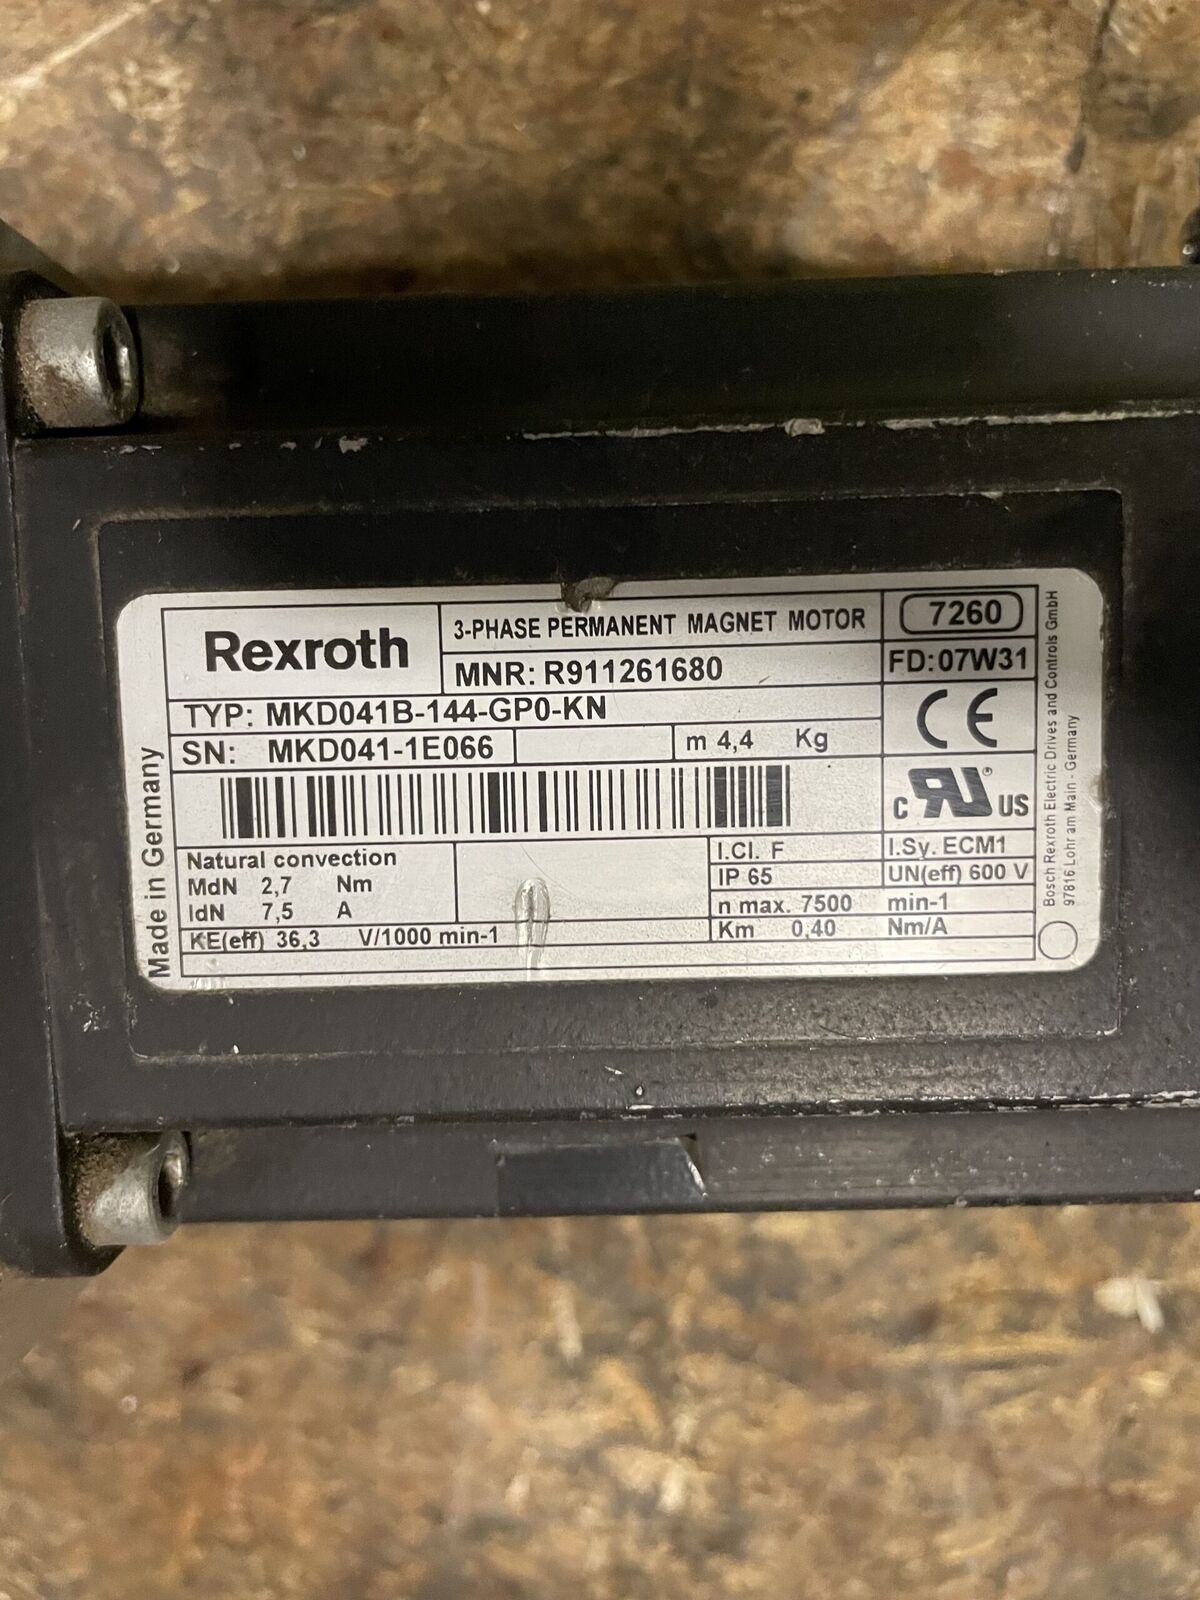 Rexroth
3-PHASE PERMANENT MAGNET MOTOR
7260
MNR: R911261680
FD: 07W31
TYP: MKD041B-144-GP0-KN
SN: MKD041-1E066
m 4,4 Kg
CE
c RU ® US
Natural convection
MdN 2,7 Nm
IdN 7,5 A
KE(eff) 36,3 V/1000 min-1
I.Cl. F
I.Sy. ECM1
IP 65
UN(eff) 600 V
n max. 7500 min-1
Km 0,40 Nm/A
Made in Germany
Bosch Rexroth Electric Drives and Controls GmbH
97816 Lohr am Main - Germany